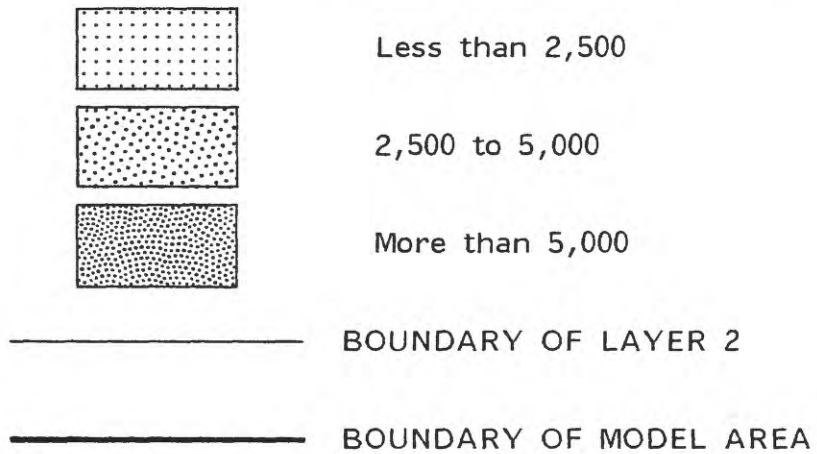 Less than 2,500
2,500 to 5,000
More than 5,000
BOUNDARY OF LAYER 2
BOUNDARY OF MODEL AREA